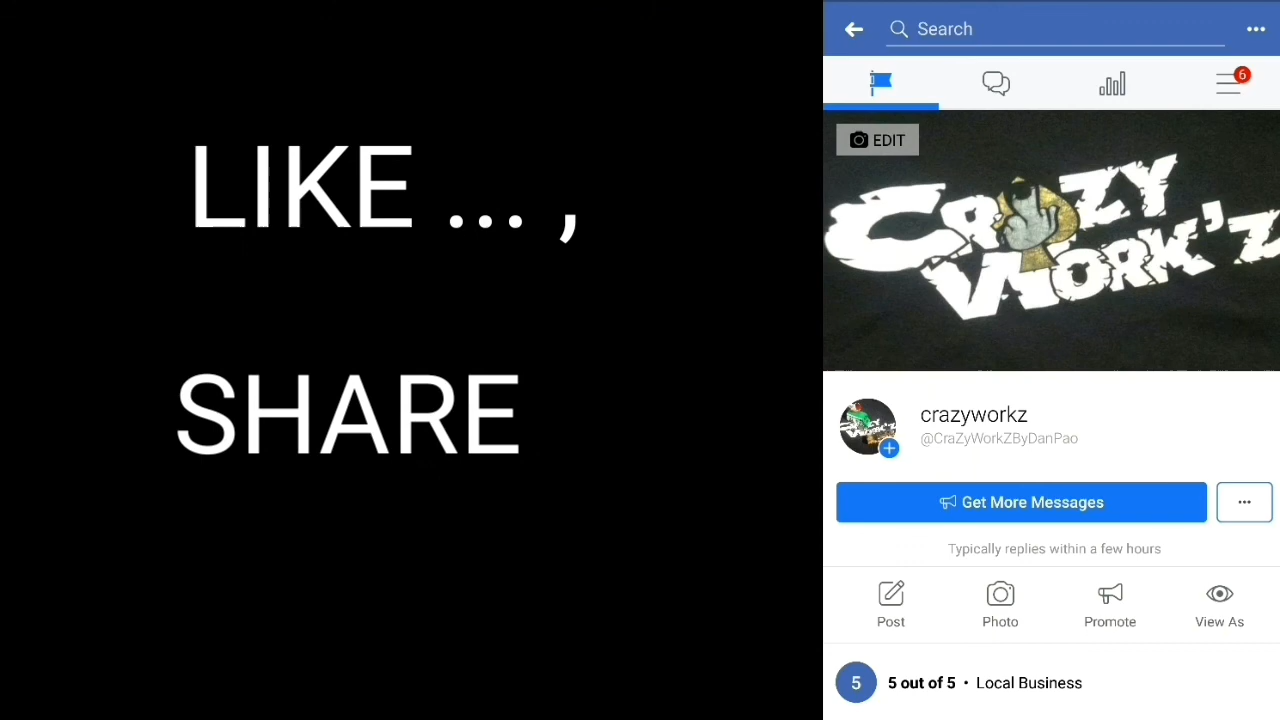 LIKE ... ,
SHARE
Search
6
EDIT
CRAZY
WORK'Z
crazyworkz
@CraZyWorkZByDanPao
Get More Messages
Typically replies within a few hours
Post
Photo
Promote
View As
5
5 out of 5 • Local Business